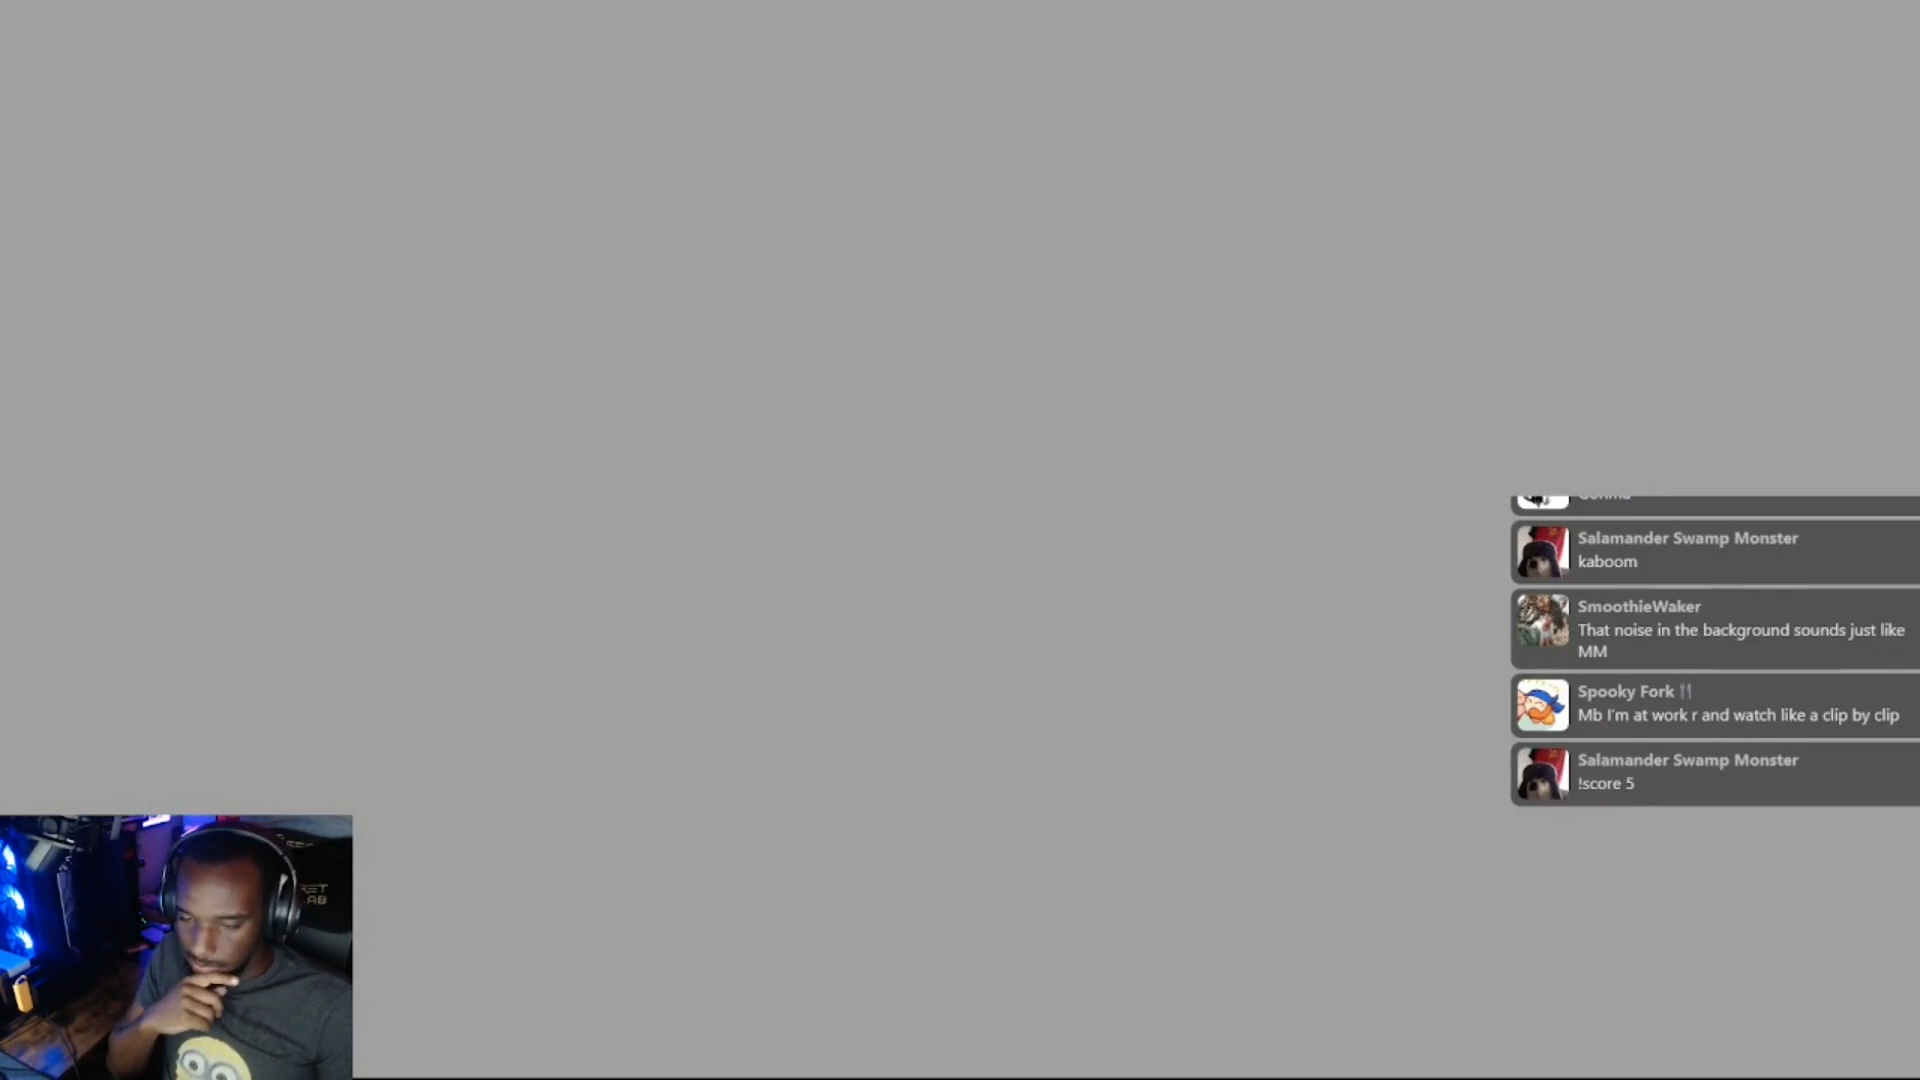 Salamander Swamp Monster
kaboom
SmoothieWaker
That noise in the background sounds just like
MM
Spooky Fork 🍴
Mb I'm at work r and watch like a clip by clip
Salamander Swamp Monster
!score 5